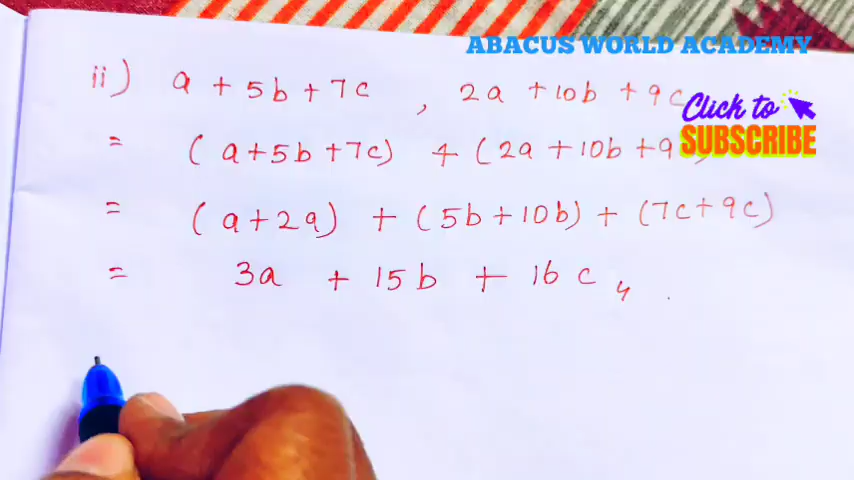 ABACUS WORLD ACADEMY
ii) a + 5b + 7c , 2a + 10b + 9c
Click to
SUBSCRIBE
= (a+5b+7c) + (2a+10b+9
= (a+2a) + (5b+10b) + (7c+9c)
= 3a + 15b + 16c